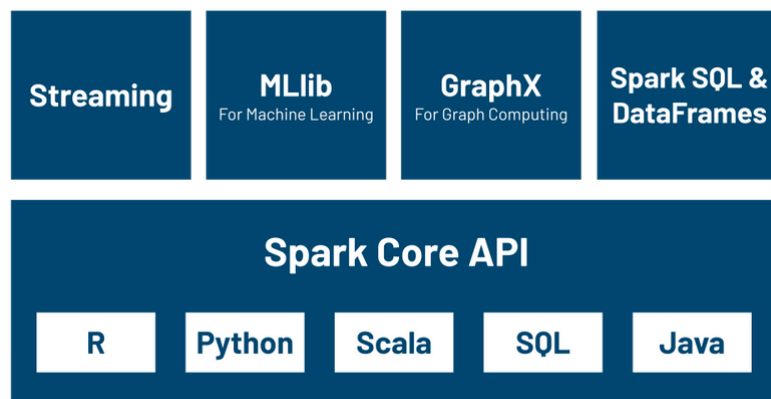 Streaming
MLlib
For Machine Learning
GraphX
For Graph Computing
Spark SQL &
DataFrames
Spark Core API
R
Python
Scala
SQL
Java